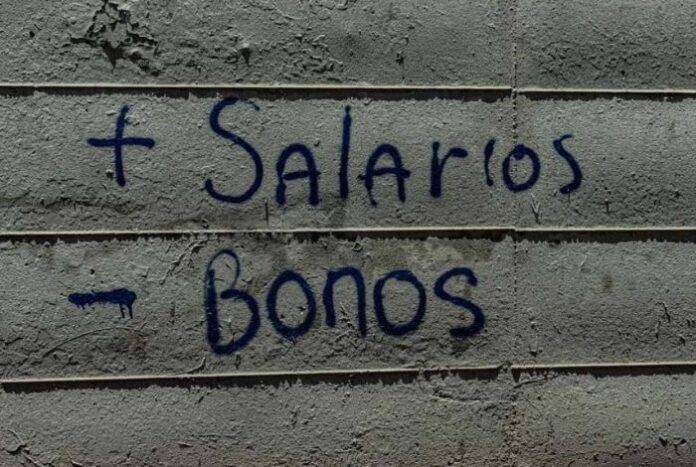 + Salarios
- Bonos